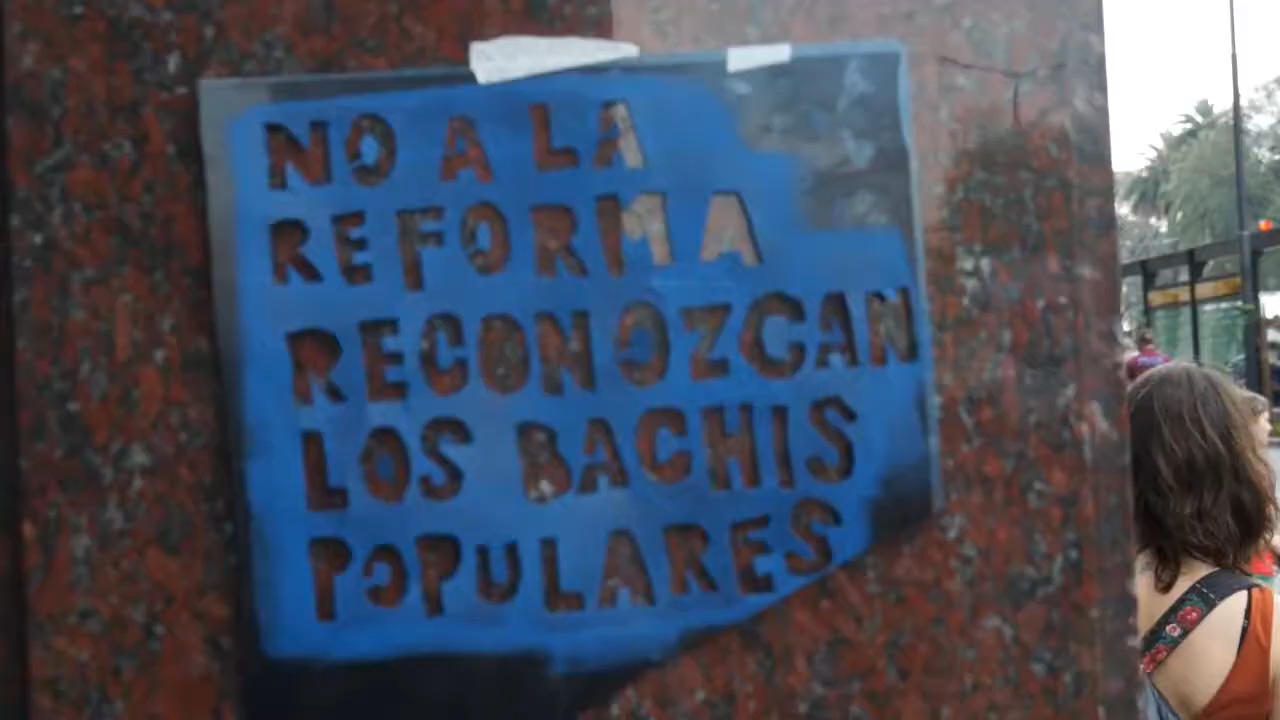 NO A LA
REFORMA
RECONOZCAN
LOS BACHIS
POPULARES